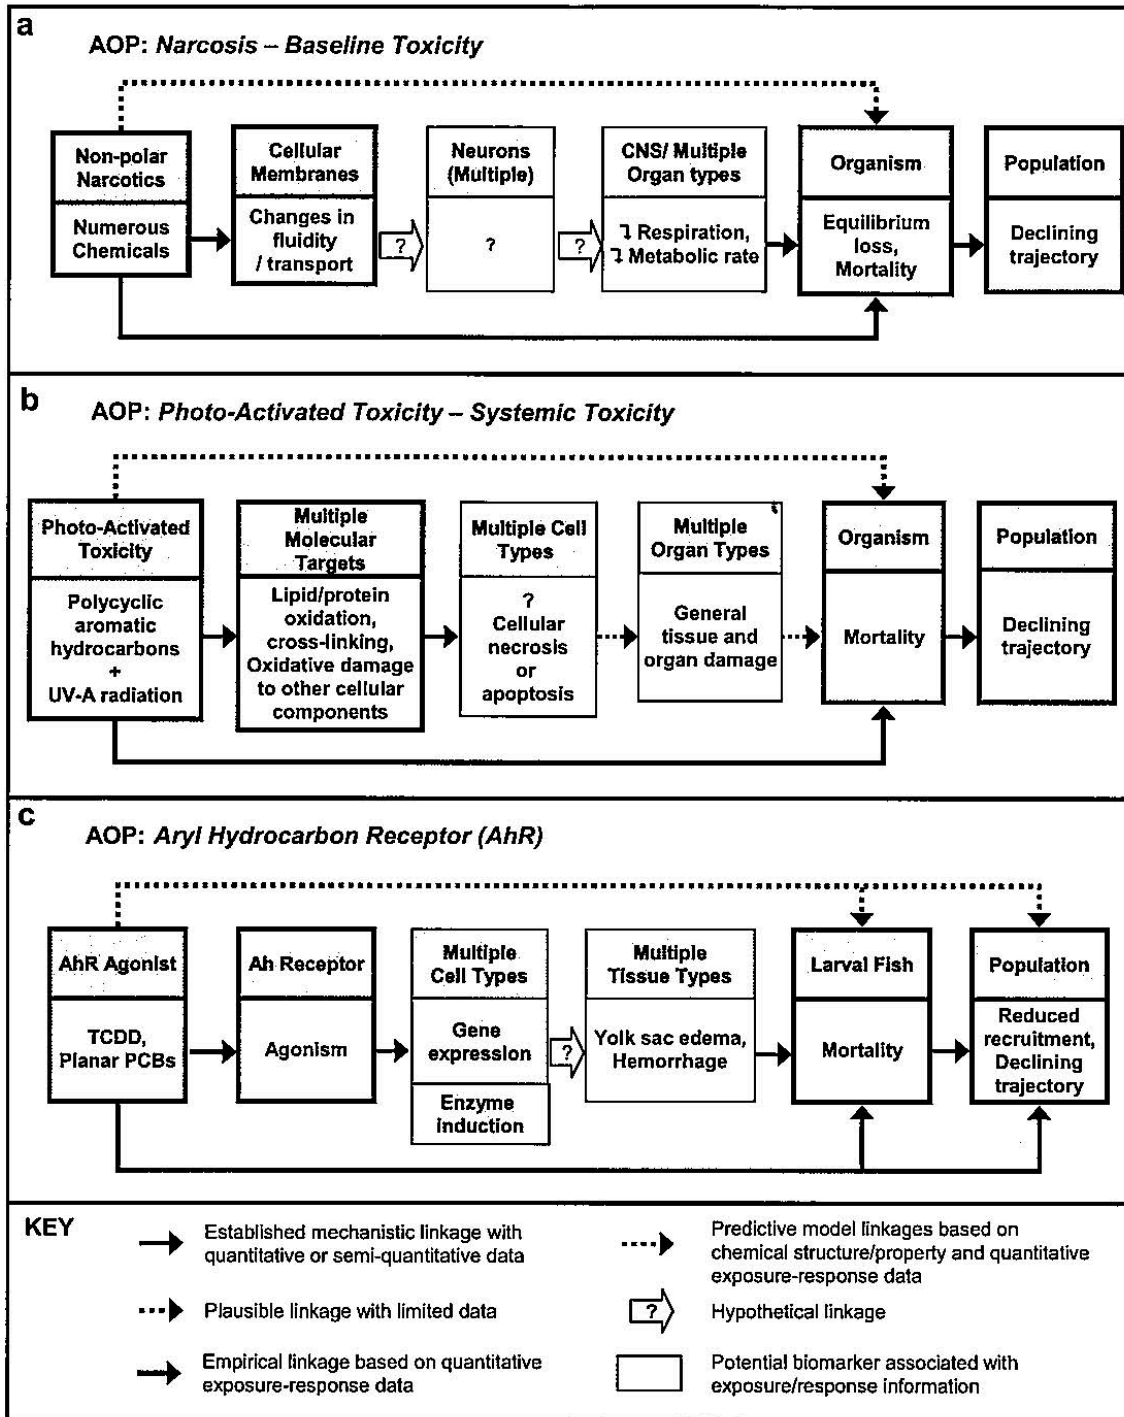 a
AOP: Narcosis – Baseline Toxicity
Non-polar
Narcotics
Numerous
Chemicals
Cellular
Membranes
Changes in
fluidity
/ transport
?
Neurons
(Multiple)
?
?
CNS/ Multiple
Organ types
↴ Respiration,
↴ Metabolic rate
Organism
Equilibrium
loss,
Mortality
Population
Declining
trajectory
b
AOP: Photo-Activated Toxicity – Systemic Toxicity
Photo-Activated
Toxicity
Polycyclic
aromatic
hydrocarbons
+
UV-A radiation
Multiple
Molecular
Targets
Lipid/protein
oxidation,
cross-linking,
Oxidative damage
to other cellular
components
Multiple Cell
Types
?
Cellular
necrosis
or
apoptosis
Multiple
Organ Types
General
tissue and
organ damage
Organism
Mortality
Population
Declining
trajectory
c
AOP: Aryl Hydrocarbon Receptor (AhR)
AhR Agonist
TCDD,
Planar PCBs
Ah Receptor
Agonism
Multiple
Cell Types
Gene
expression
Enzyme
induction
?
Multiple
Tissue Types
Yolk sac edema,
Hemorrhage
Larval Fish
Mortality
Population
Reduced
recruitment,
Declining
trajectory
KEY
Established mechanistic linkage with
quantitative or semi-quantitative data
Plausible linkage with limited data
Empirical linkage based on quantitative
exposure-response data
Predictive model linkages based on
chemical structure/property and quantitative
exposure-response data
?
Hypothetical linkage
Potential biomarker associated with
exposure/response information